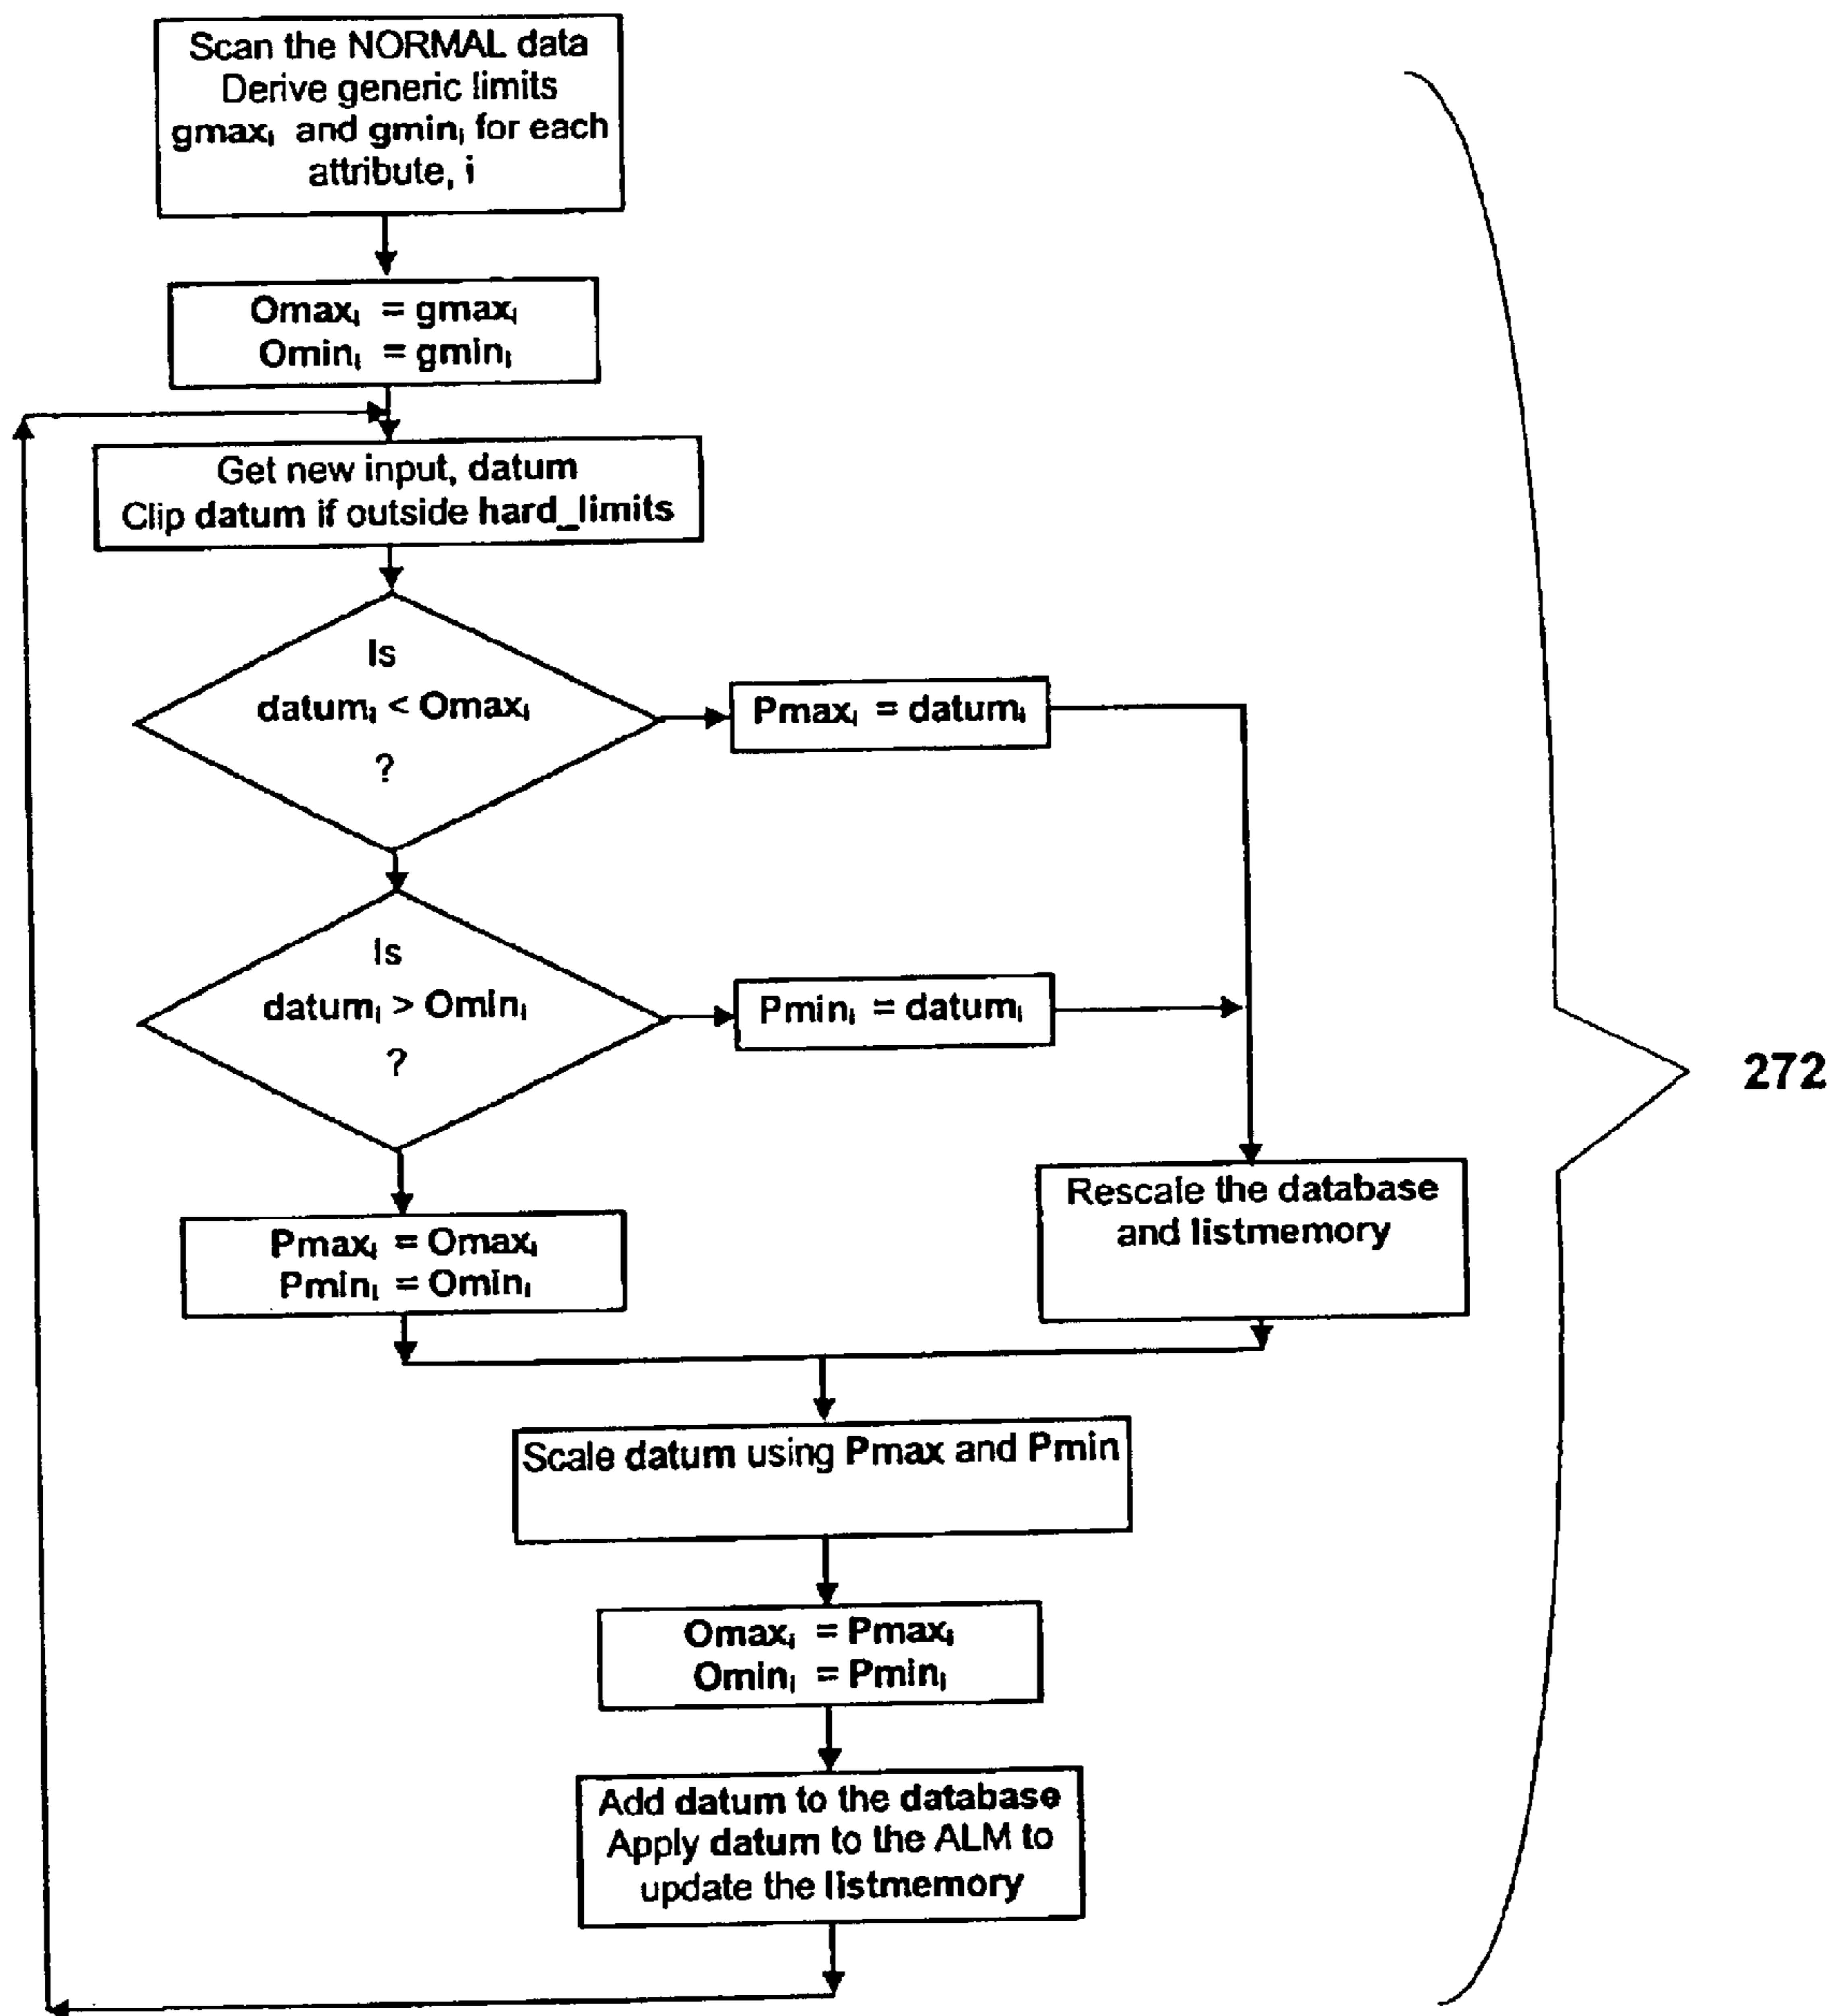 Scan the NORMAL data
Derive generic limits
gmaxᵢ and gminᵢ for each
attribute, i
Omaxᵢ = gmaxᵢ
Ominᵢ = gminᵢ
Get new input, datum
Clip datum if outside hard_limits
Is
datumᵢ < Omaxᵢ
?
Pmaxᵢ = datumᵢ
Is
datumᵢ > Ominᵢ
?
Pminᵢ = datumᵢ
272
Rescale the database
and listmemory
Pmaxᵢ = Omaxᵢ
Pminᵢ = Ominᵢ
Scale datum using Pmax and Pmin
Omaxᵢ = Pmaxᵢ
Ominᵢ = Pminᵢ
Add datum to the database
Apply datum to the ALM to
update the listmemory